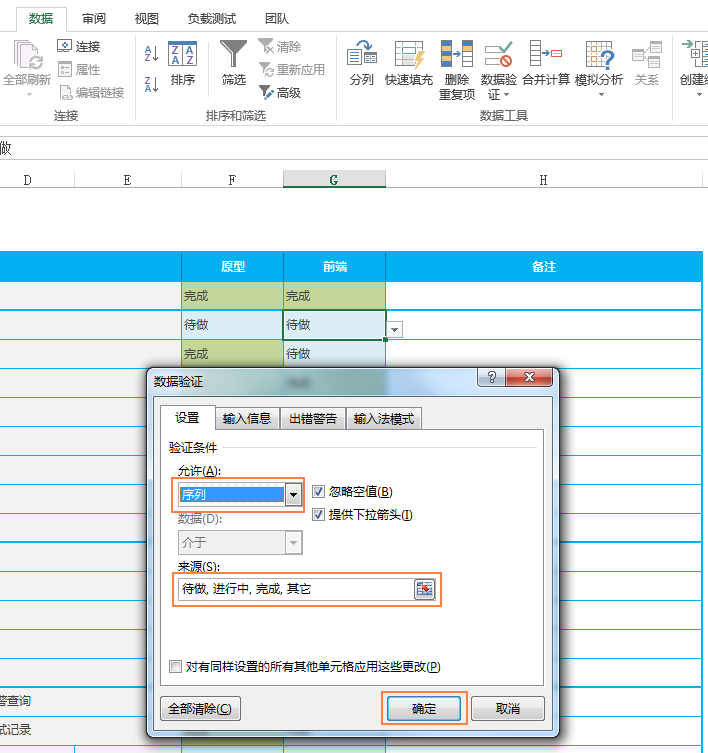 数据 审阅 视图 负载测试 团队
全部刷新
连接
属性
编辑链接
连接
排序
筛选
清除
重新应用
高级
排序和筛选
分列
快速填充
删除
重复项
数据验
证
合并计算
模拟分析
关系
数据工具
D E F G H
原型 前端 备注
完成 完成
待做 待做
完成 待做
数据验证
设置 输入信息 出错警告 输入法模式
验证条件
允许(A):
序列
忽略空值(B)
数据(D):
提供下拉箭头(I)
介于
来源(S):
待做, 进行中, 完成, 其它
对有同样设置的所有其他单元格应用这些更改(P)
全部清除(C) 确定 取消
查询
记录